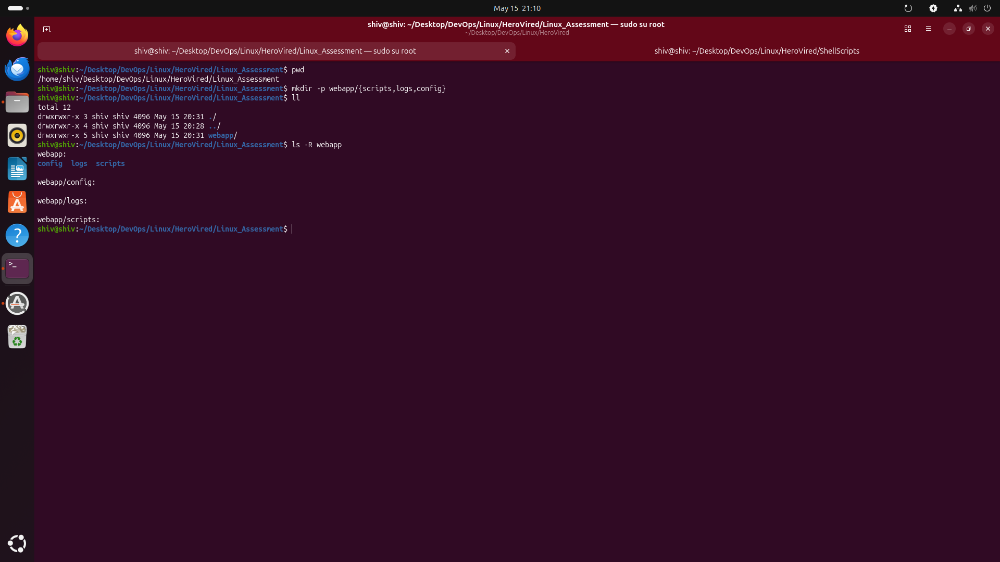 May 15 21:10
shiv@shiv: ~/Desktop/DevOps/Linux/HeroVired/Linux_Assessment — sudo su root
~/Desktop/DevOps/Linux/HeroVired
shiv@shiv: ~/Desktop/DevOps/Linux/HeroVired/Linux_Assessment — sudo su root
shiv@shiv: ~/Desktop/DevOps/Linux/HeroVired/ShellScripts
shiv@shiv:~/Desktop/DevOps/Linux/HeroVired/Linux_Assessment$ pwd
/home/shiv/Desktop/DevOps/Linux/HeroVired/Linux_Assessment
shiv@shiv:~/Desktop/DevOps/Linux/HeroVired/Linux_Assessment$ mkdir -p webapp/{scripts,logs,config}
shiv@shiv:~/Desktop/DevOps/Linux/HeroVired/Linux_Assessment$ ll
total 12
drwxrwxr-x 3 shiv shiv 4096 May 15 20:31 ./
drwxrwxr-x 4 shiv shiv 4096 May 15 20:28 ../
drwxrwxr-x 5 shiv shiv 4096 May 15 20:31 webapp/
shiv@shiv:~/Desktop/DevOps/Linux/HeroVired/Linux_Assessment$ ls -R webapp
webapp:
config  logs  scripts
webapp/config:
webapp/logs:
webapp/scripts:
shiv@shiv:~/Desktop/DevOps/Linux/HeroVired/Linux_Assessment$